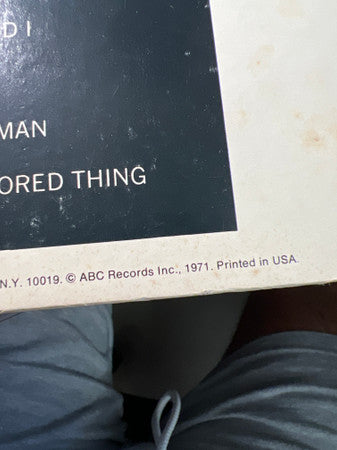 D I
MAN
ORED THING
N.Y. 10019. © ABC Records Inc., 1971. Printed in USA.